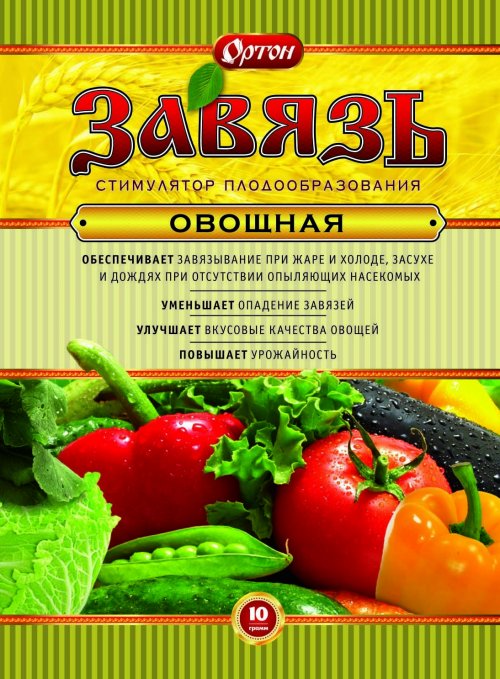 Ортон
ЗАВЯЗЬ
СТИМУЛЯТОР ПЛОДООБРАЗОВАНИЯ
ОВОЩНАЯ
ОБЕСПЕЧИВАЕТ ЗАВЯЗЫВАНИЕ ПРИ ЖАРЕ И ХОЛОДЕ, ЗАСУХЕ
И ДОЖДЯХ ПРИ ОТСУТСТВИИ ОПЫЛЯЮЩИХ НАСЕКОМЫХ
УМЕНЬШАЕТ ОПАДЕНИЕ ЗАВЯЗЕЙ
УЛУЧШАЕТ ВКУСОВЫЕ КАЧЕСТВА ОВОЩЕЙ
ПОВЫШАЕТ УРОЖАЙНОСТЬ
10
грамм